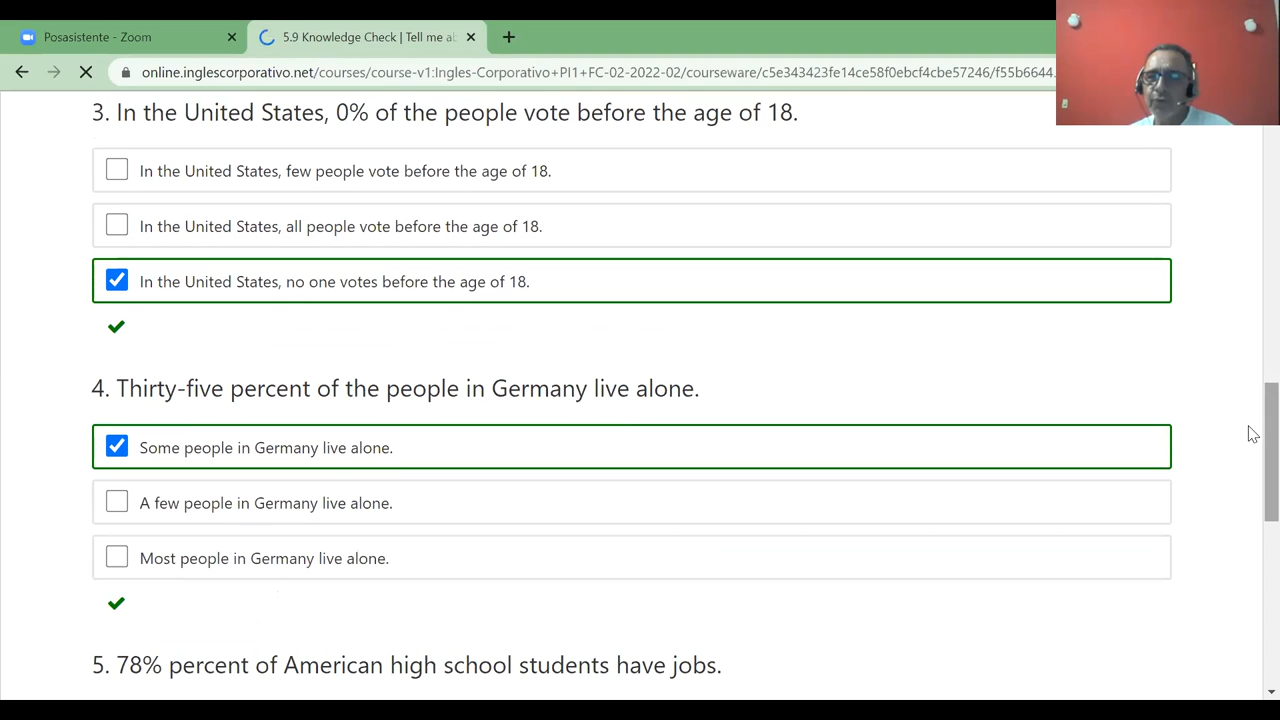 Posasistente - Zoom
5.9 Knowledge Check | Tell me ab
online.inglescorporativo.net/courses/course-v1:Ingles-Corporativo+PI1+FC-02-2022-02/courseware/c5e343423fe14ce58f0ebcf4cbe57246/f55b6644.
3. In the United States, 0% of the people vote before the age of 18.
In the United States, few people vote before the age of 18.
In the United States, all people vote before the age of 18.
In the United States, no one votes before the age of 18.
4. Thirty-five percent of the people in Germany live alone.
Some people in Germany live alone.
A few people in Germany live alone.
Most people in Germany live alone.
5. 78% percent of American high school students have jobs.